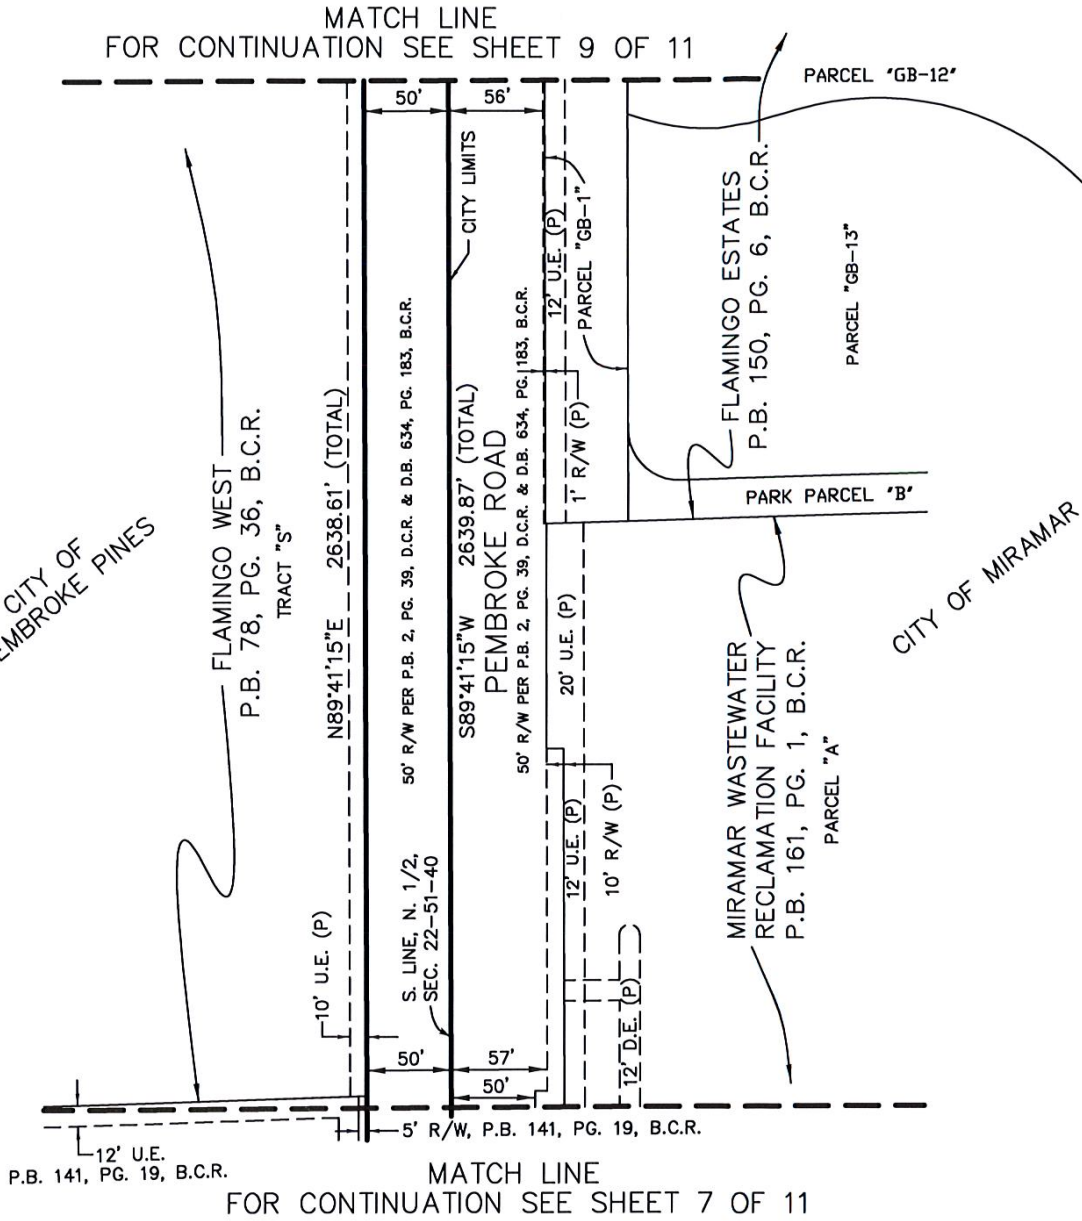 MATCH LINE
FOR CONTINUATION SEE SHEET 9 OF 11
PARCEL "GB-12"
50'
56'
CITY LIMITS
12' U.E. (P)
PARCEL "GB-1"
FLAMINGO ESTATES
P.B. 150, PG. 6, B.C.R.
PARCEL "GB-13"
1' R/W (P)
PARK PARCEL "B"
CITY OF
EMBROKE PINES
FLAMINGO WEST
P.B. 78, PG. 36, B.C.R.
TRACT "S"
N89°41'15"E 2638.61' (TOTAL)
50' R/W PER P.B. 2, PG. 39, D.C.R. & D.B. 634, PG. 183, B.C.R.
S89°41'15"W 2639.87' (TOTAL)
PEMBROKE ROAD
50' R/W PER P.B. 2, PG. 39, D.C.R. & D.B. 634, PG. 183, B.C.R.
20' U.E. (P)
CITY OF MIRAMAR
MIRAMAR WASTEWATER
RECLAMATION FACILITY
P.B. 161, PG. 1, B.C.R.
PARCEL "A"
12' U.E. (P)
10' R/W (P)
S. LINE, N. 1/2,
SEC. 22-51-40
10' U.E. (P)
12' D.E. (P)
50'
57'
50'
5' R/W, P.B. 141, PG. 19, B.C.R.
12' U.E.
P.B. 141, PG. 19, B.C.R.
MATCH LINE
FOR CONTINUATION SEE SHEET 7 OF 11